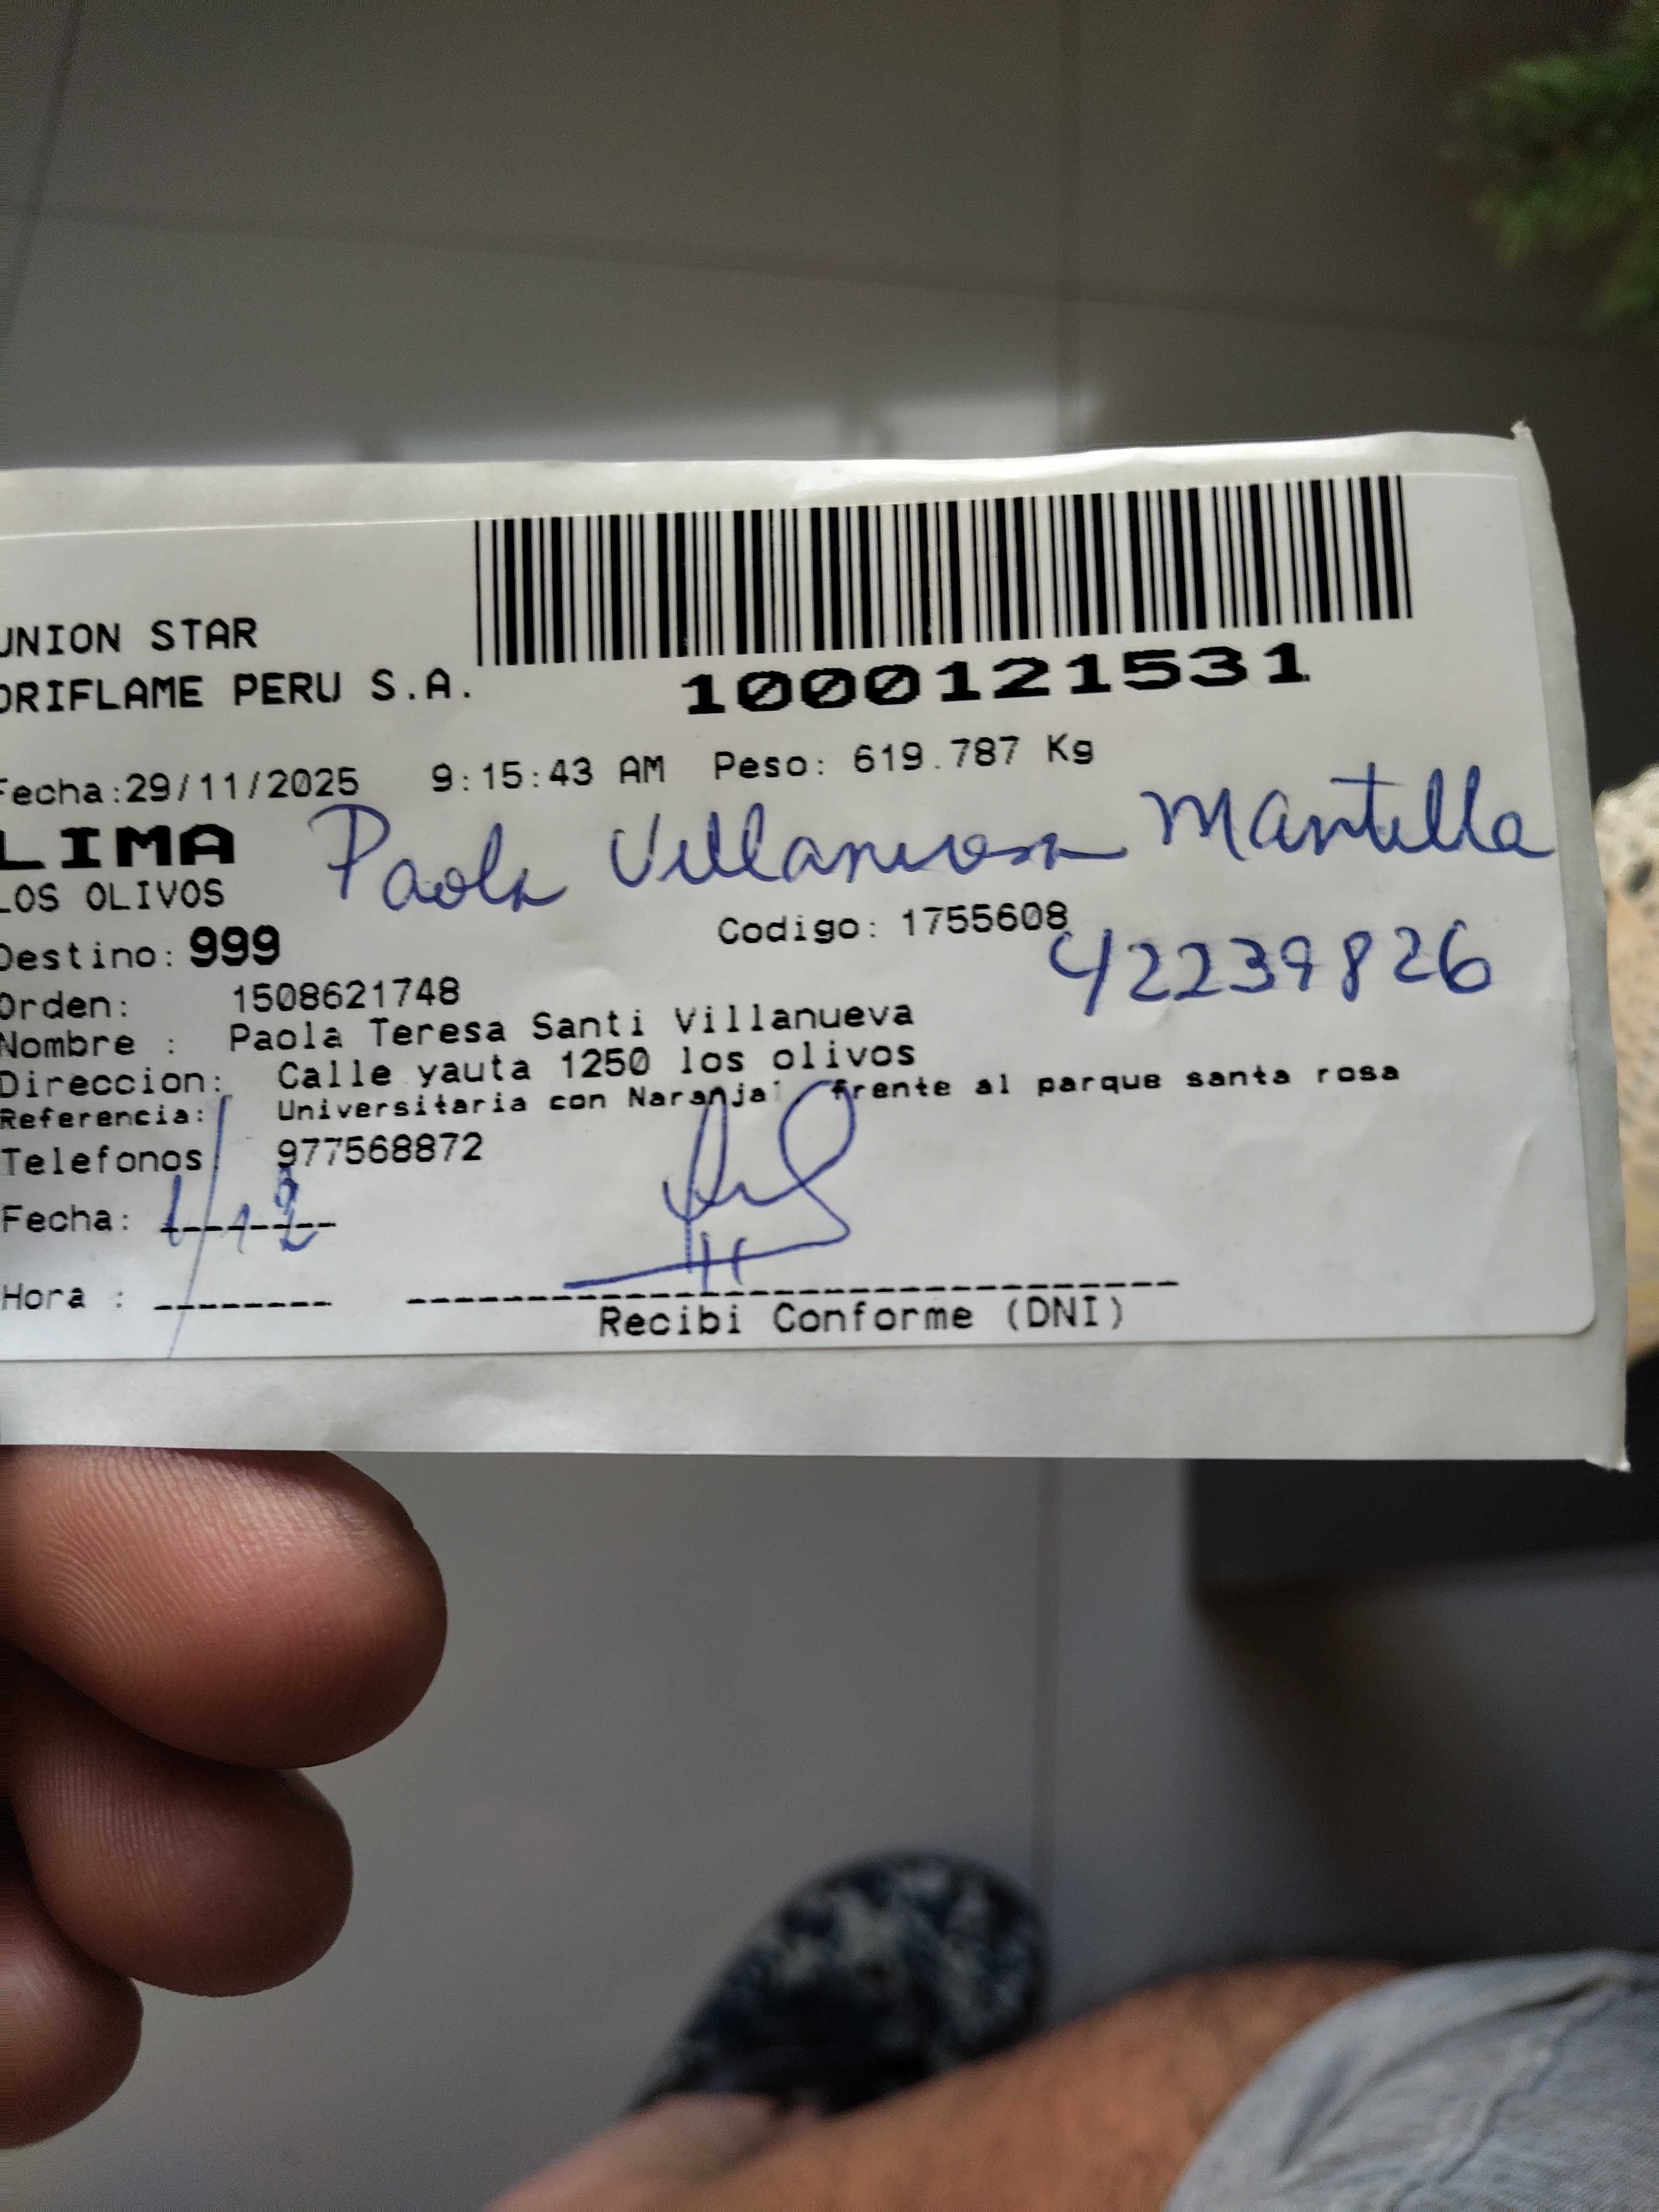 UNION STAR
ORIFLAME PERU S.A.
1000121531
Fecha:29/11/2025 9:15:43 AM Peso: 619.787 Kg
LIMA Paola Villanueva Mantilla
LOS OLIVOS
Destino: 999 Codigo: 1755608
42239826
Orden: 1508621748
Nombre : Paola Teresa Santi Villanueva
Direccion: Calle yauta 1250 los olivos
Referencia: Universitaria con Naranjal frente al parque santa rosa
Telefonos 977568872
Fecha: 1/12
Hora :
Recibi Conforme (DNI)